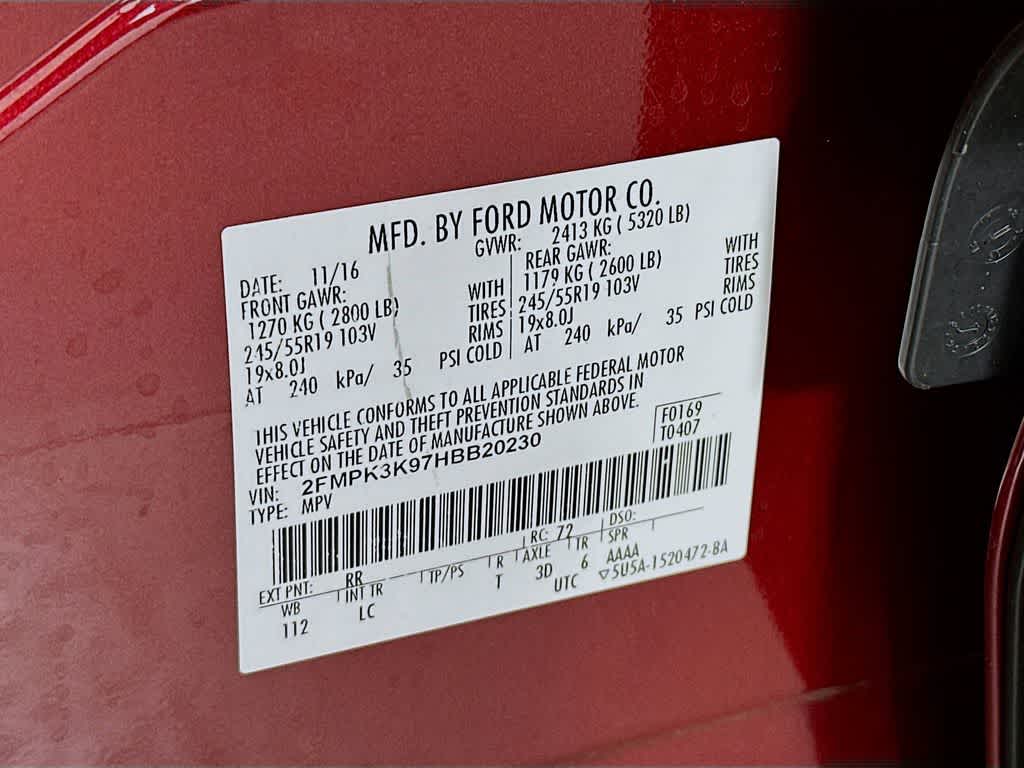 MFD. BY FORD MOTOR CO.
DATE: 11/16 GVWR: 2413 KG ( 5320 LB)
FRONT GAWR: REAR GAWR:
1270 KG ( 2800 LB) WITH 1179 KG ( 2600 LB) WITH
245/55R19 103V TIRES 245/55R19 103V TIRES
19x8.0J RIMS 19x8.0J RIMS
AT 240 kPa/ 35 PSI COLD AT 240 kPa/ 35 PSI COLD
THIS VEHICLE CONFORMS TO ALL APPLICABLE FEDERAL MOTOR
VEHICLE SAFETY AND THEFT PREVENTION STANDARDS IN
EFFECT ON THE DATE OF MANUFACTURE SHOWN ABOVE.
VIN: 2FMPK3K97HBB20230 F0169
TYPE: MPV T0407
EXT PNT: RR RC: 72 DSO:
WB INT TR TP/PS R AXLE TR SPR
112 LC T 3D 6 AAAA
UTC ▽5U5A-1520472-BA